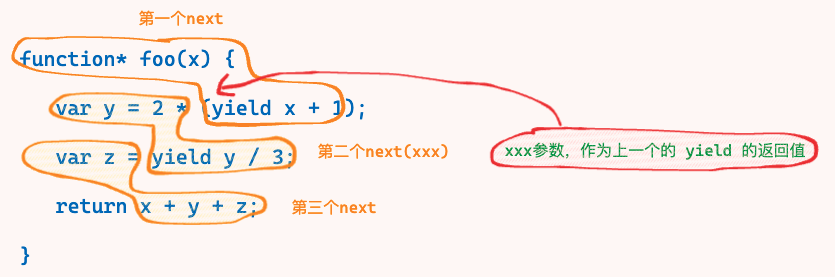 第一个next
function* foo(x) {
var y = 2 * (yield x + 1);
var z = yield y / 3; 第二个next(xxx) xxx参数，作为上一个的 yield 的返回值
return x + y + z; 第三个next
}